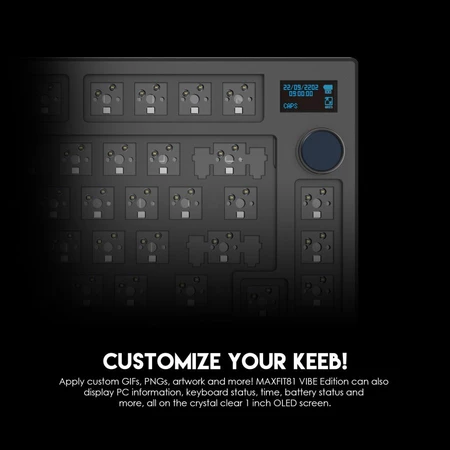 22/09/2202
09:00:00
CAPS
CUSTOMIZE YOUR KEEB!
Apply custom GIFs, PNGs, artwork and more! MAXFIT81 VIBE Edition can also
display PC information, keyboard status, time, battery status and
more, all on the crystal clear 1 inch OLED screen.